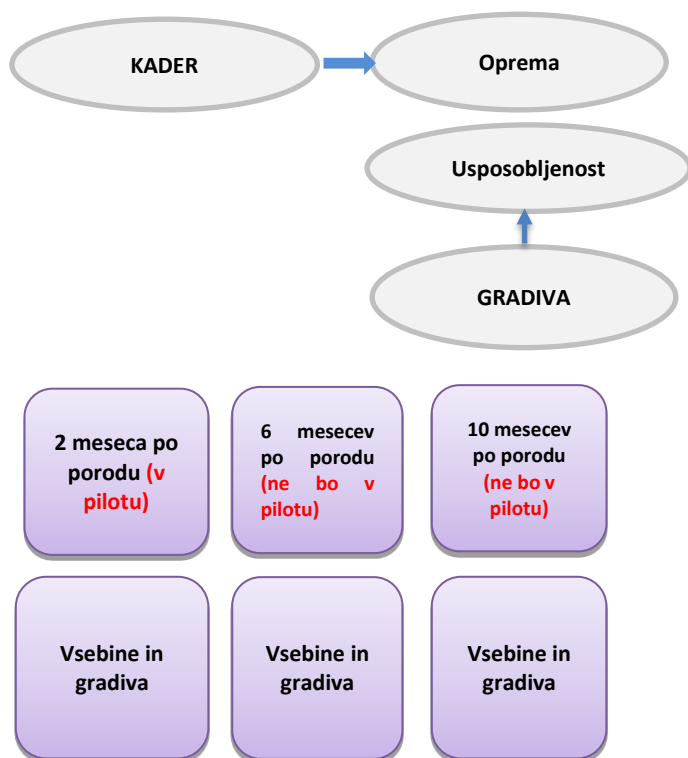 KADER
Oprema
Usposobljenost
GRADIVA
2 meseca po
porodu (v
pilotu)
6 mesecev
po porodu
(ne bo v
pilotu)
10 mesecev
po porodu
(ne bo v
pilotu)
Vsebine in
gradiva
Vsebine in
gradiva
Vsebine in
gradiva